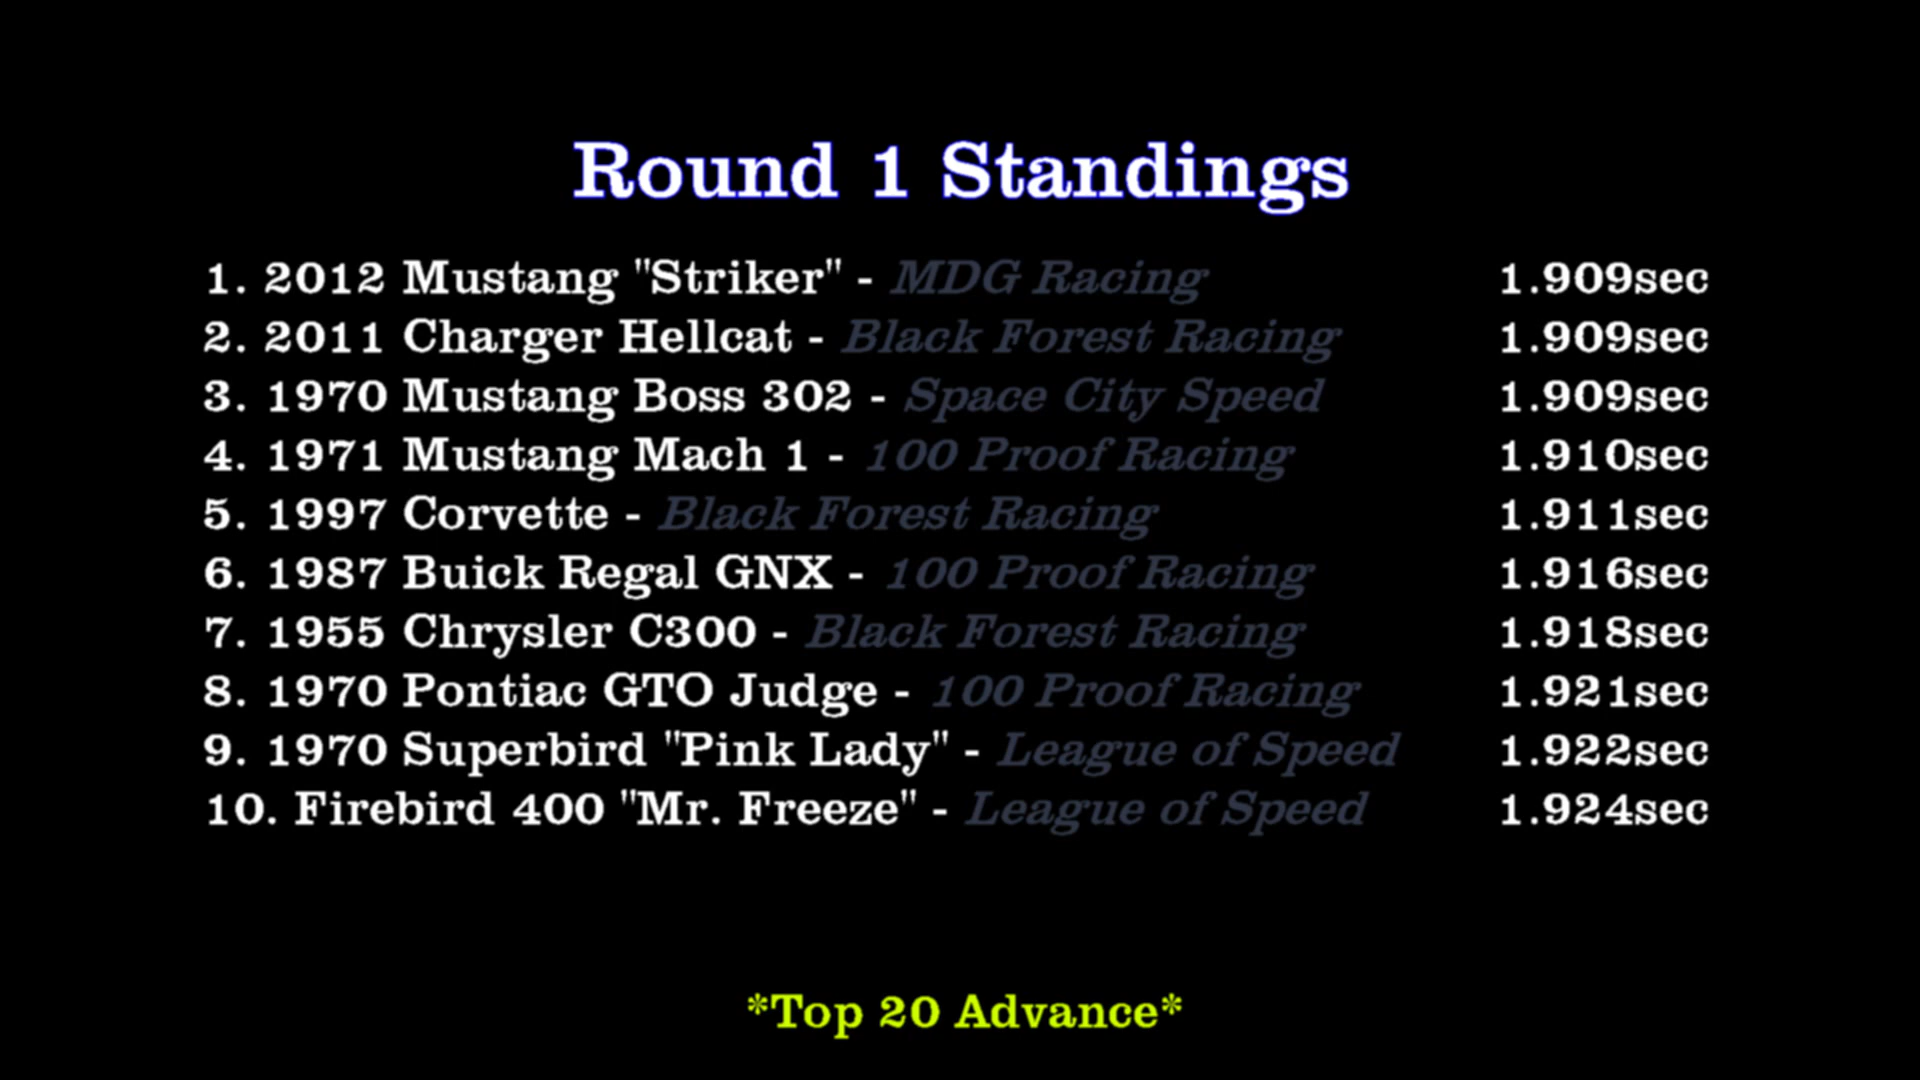 Round 1 Standings
1. 2012 Mustang "Striker" - MDG Racing 1.909sec
2. 2011 Charger Hellcat - Black Forest Racing 1.909sec
3. 1970 Mustang Boss 302 - Space City Speed 1.909sec
4. 1971 Mustang Mach 1 - 100 Proof Racing 1.910sec
5. 1997 Corvette - Black Forest Racing 1.911sec
6. 1987 Buick Regal GNX - 100 Proof Racing 1.916sec
7. 1955 Chrysler C300 - Black Forest Racing 1.918sec
8. 1970 Pontiac GTO Judge - 100 Proof Racing 1.921sec
9. 1970 Superbird "Pink Lady" - League of Speed 1.922sec
10. Firebird 400 "Mr. Freeze" - League of Speed 1.924sec
*Top 20 Advance*